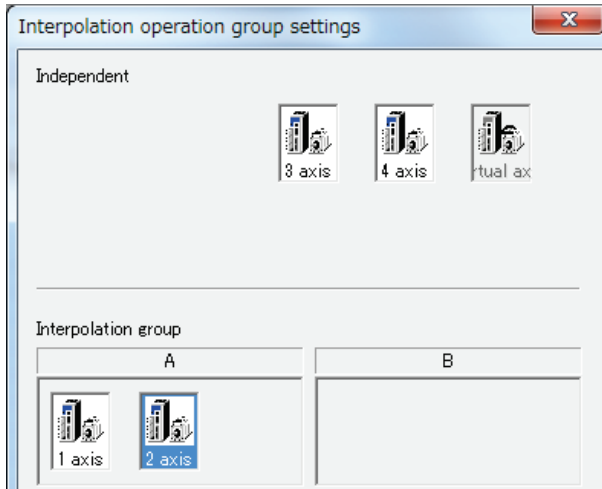 Interpolation operation group settings
Independent
3 axis 4 axis rtual ax
Interpolation group
A B
1 axis 2 axis